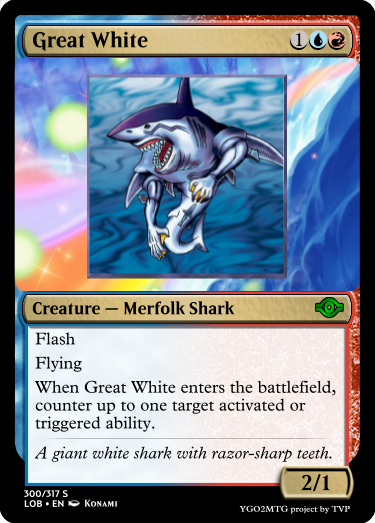 Great White 1
Creature — Merfolk Shark
Flash
Flying
When Great White enters the battlefield,
counter up to one target activated or
triggered ability.
A giant white shark with razor-sharp teeth.
2/1
300/317 S
LOB • EN Konami
YGO2MTG project by TVP